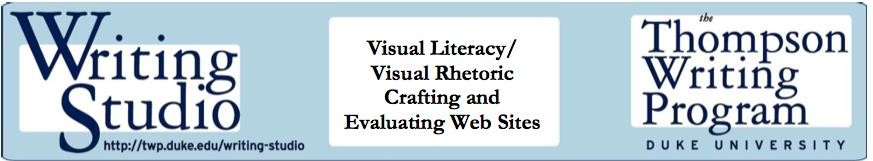 Writing
Studio
http://twp.duke.edu/writing-studio
Visual Literacy/
Visual Rhetoric
Crafting and
Evaluating Web Sites
the
Thompson
Writing
Program
DUKE UNIVERSITY